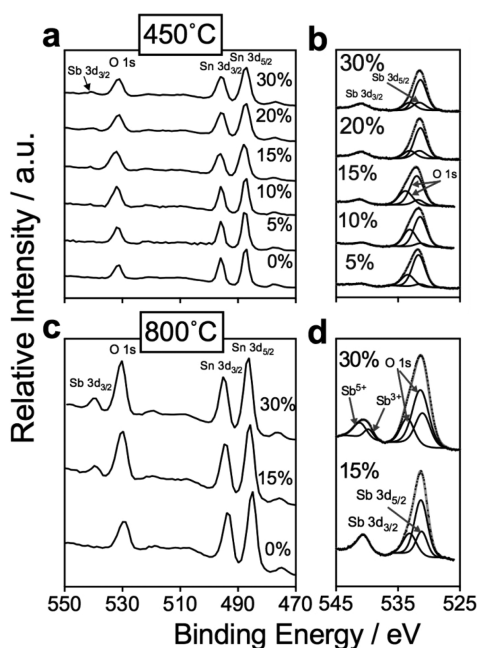 a
450°C
b
Sb 3d3/2
O 1s
Sn 3d3/2
Sn 3d5/2
30%
20%
15%
10%
5%
0%
30%
Sb 3d5/2
Sb 3d3/2
20%
15%
O 1s
10%
5%
Relative Intensity / a.u.
c
800°C
d
Sb 3d3/2
O 1s
Sn 3d3/2
Sn 3d5/2
30%
15%
0%
30%
O 1s
Sb5+
Sb3+
15%
Sb 3d5/2
Sb 3d3/2
550 530 510 490 470
545 535 525
Binding Energy / eV